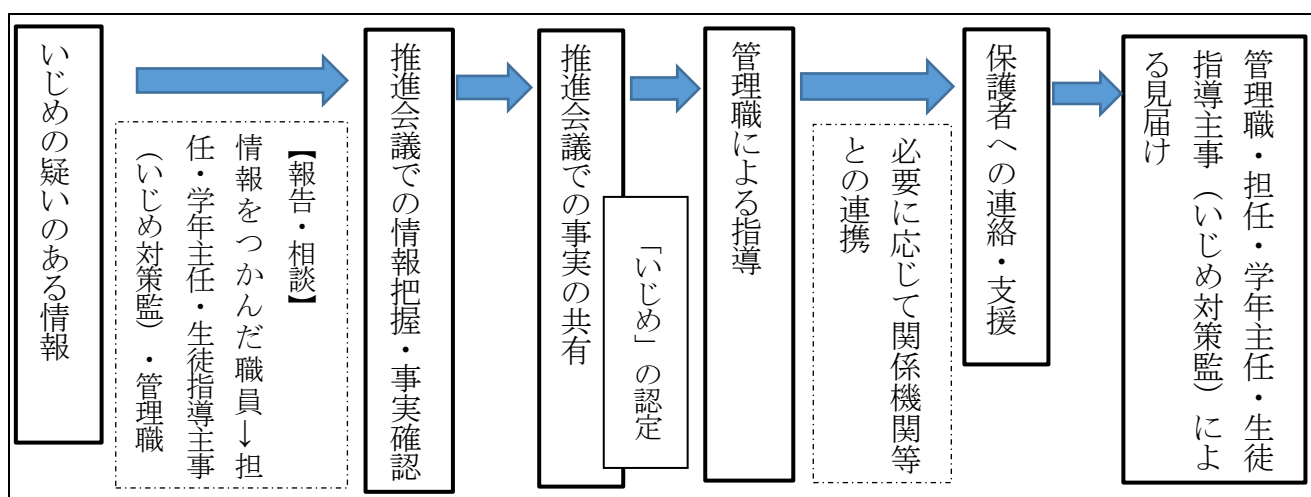 いじめの疑いのある情報
【報告・相談】
情報をつかんだ職員→担
任・学年主任・生徒指導主事
（いじめ対策監）・管理職
推進会議での情報把握・事実確認
推進会議での事実の共有
「いじめ」の認定
管理職による指導
必要に応じて関係機関等
との連携
保護者への連絡・支援
管理職・担任・学年主任・生徒
指導主事（いじめ対策監）によ
る見届け